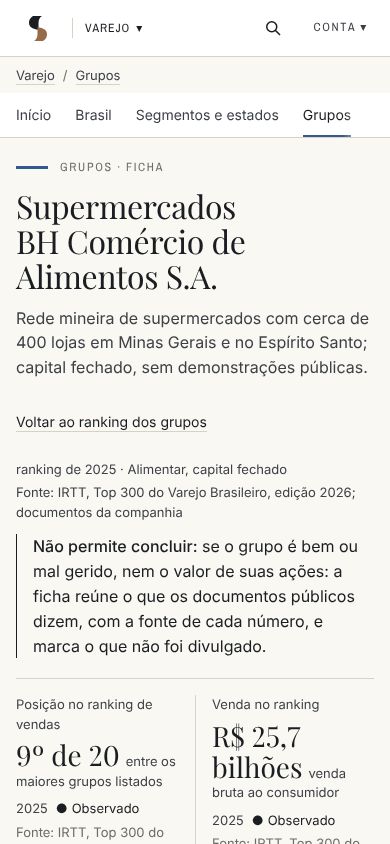 VAREJO ▼
CONTA ▼
Varejo / Grupos
Início Brasil Segmentos e estados Grupos
GRUPOS · FICHA
Supermercados
BH Comércio de
Alimentos S.A.
Rede mineira de supermercados com cerca de
400 lojas em Minas Gerais e no Espírito Santo;
capital fechado, sem demonstrações públicas.
Voltar ao ranking dos grupos
ranking de 2025 · Alimentar, capital fechado
Fonte: IRTT, Top 300 do Varejo Brasileiro, edição 2026;
documentos da companhia
Não permite concluir: se o grupo é bem ou
mal gerido, nem o valor de suas ações: a
ficha reúne o que os documentos públicos
dizem, com a fonte de cada número, e
marca o que não foi divulgado.
Posição no ranking de
vendas
9º de 20 entre os
maiores grupos listados
2025 ● Observado
Fonte: IRTT, Top 300 do
Venda no ranking
R$ 25,7
bilhões venda
bruta ao consumidor
2025 ● Observado
Fonte: IRTT, Top 300 do